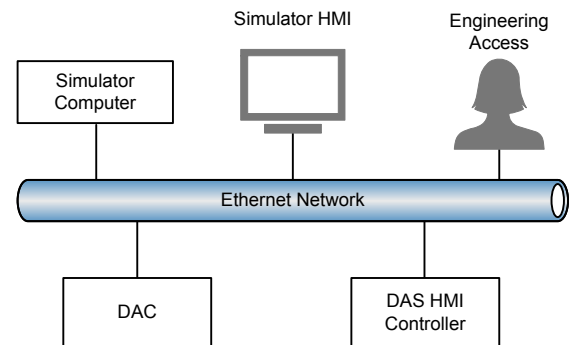 Simulator HMI
Engineering
Access
Simulator
Computer
Ethernet Network
DAC
DAS HMI
Controller